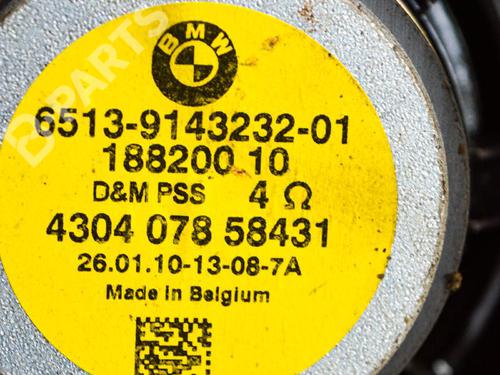 BMW
6513-9143232-01
188200 10
D&M PSS 4 Ω
4304 078 58431
26.01.10-13-08-7A
Made in Belgium
B-PARTS